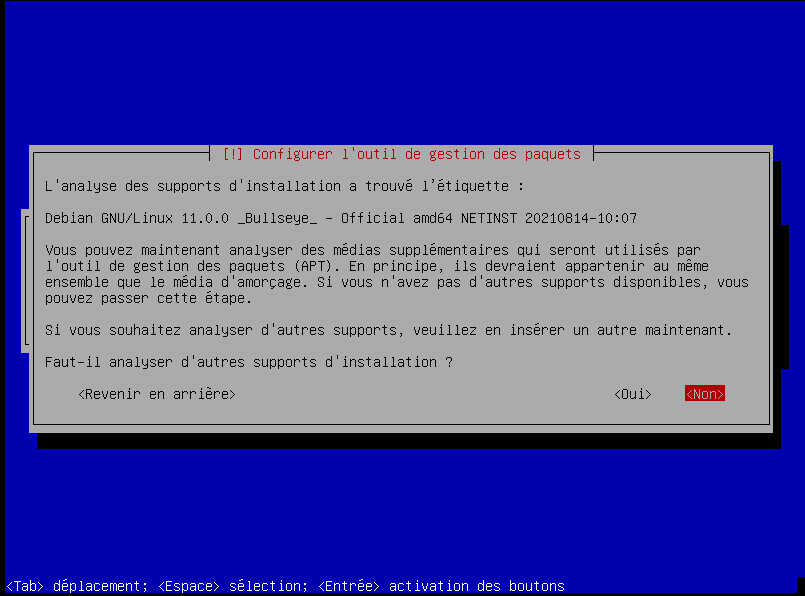 [!] Configurer l'outil de gestion des paquets
L'analyse des supports d'installation a trouvé l’étiquette :
Debian GNU/Linux 11.0.0 _Bullseye_ - Official amd64 NETINST 20210814-10:07
Vous pouvez maintenant analyser des médias supplémentaires qui seront utilisés par
l'outil de gestion des paquets (APT). En principe, ils devraient appartenir au même
ensemble que le média d'amorçage. Si vous n'avez pas d'autres supports disponibles, vous
pouvez passer cette étape.
Si vous souhaitez analyser d'autres supports, veuillez en insérer un autre maintenant.
Faut-il analyser d'autres supports d'installation ?
<Revenir en arrière> <Oui> <Non>
<Tab> déplacement; <Espace> sélection; <Entrée> activation des boutons